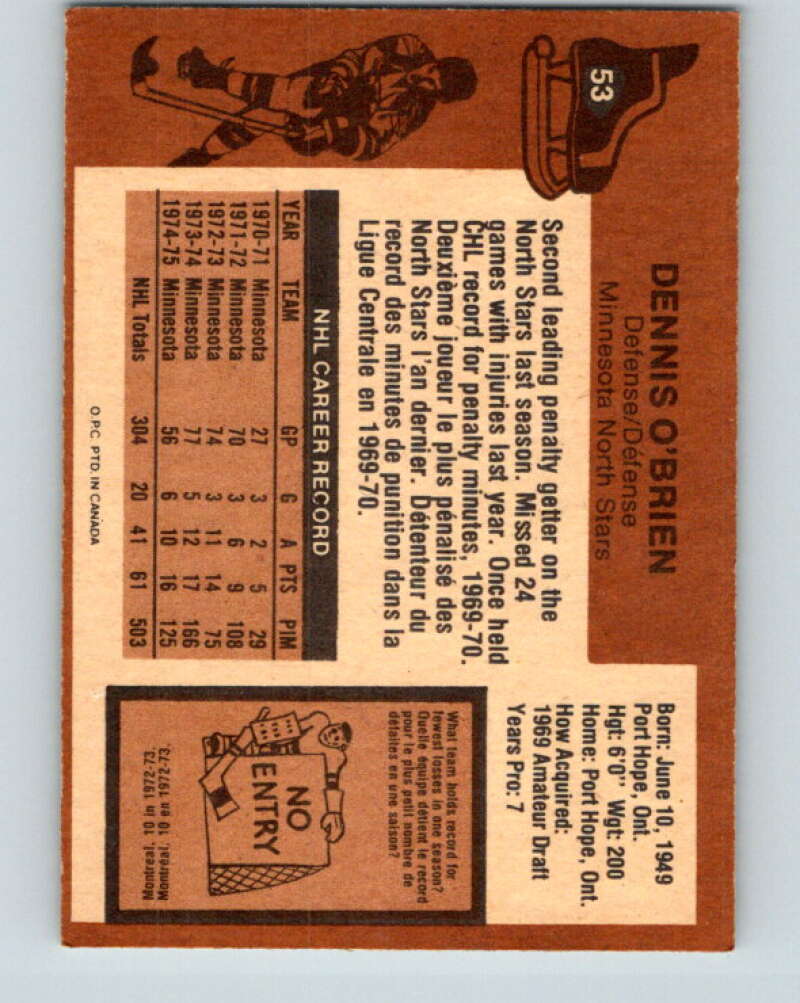 53
DENNIS O'BRIEN
Defense/Défense
Minnesota North Stars
Born: June 10, 1949
Port Hope, Ont.
Hgt: 6'0" Wgt: 200
Home: Port Hope, Ont.
How Acquired:
1969 Amateur Draft
Years Pro: 7
Second leading penalty getter on the
North Stars last season. Missed 24
games with injuries last year. Once held
CHL record for penalty minutes, 1969-70.
Deuxième joueur le plus pénalisé des
North Stars l'an dernier. Détenteur du
record des minutes de punition dans la
Ligue Centrale en 1969-70.
NHL CAREER RECORD
YEAR TEAM GP G A PTS PIM
1970-71 Minnesota 27 3 2 5 29
1971-72 Minnesota 70 3 6 9 108
1972-73 Minnesota 74 3 11 14 75
1973-74 Minnesota 77 5 12 17 166
1974-75 Minnesota 56 6 10 16 125
NHL Totals 304 20 41 61 503
What team holds record for
fewest losses in one season?
Quelle équipe détient le record
pour le plus petit nombre de
défaites en une saison?
NO
ENTRY
Montreal, 10 in 1972-73.
Montréal, 10 en 1972-73.
O.P.C. PTD. IN CANADA